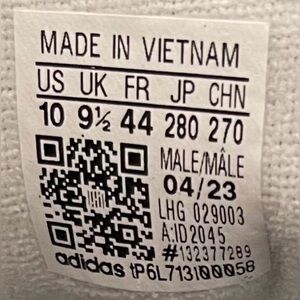 MADE IN VIETNAM
US UK FR JP CHN
10 9½ 44 280 270
MALE/MÂLE
04/23
LHG 029003
A:ID2045
#132377289
adidas tP6L713I00058